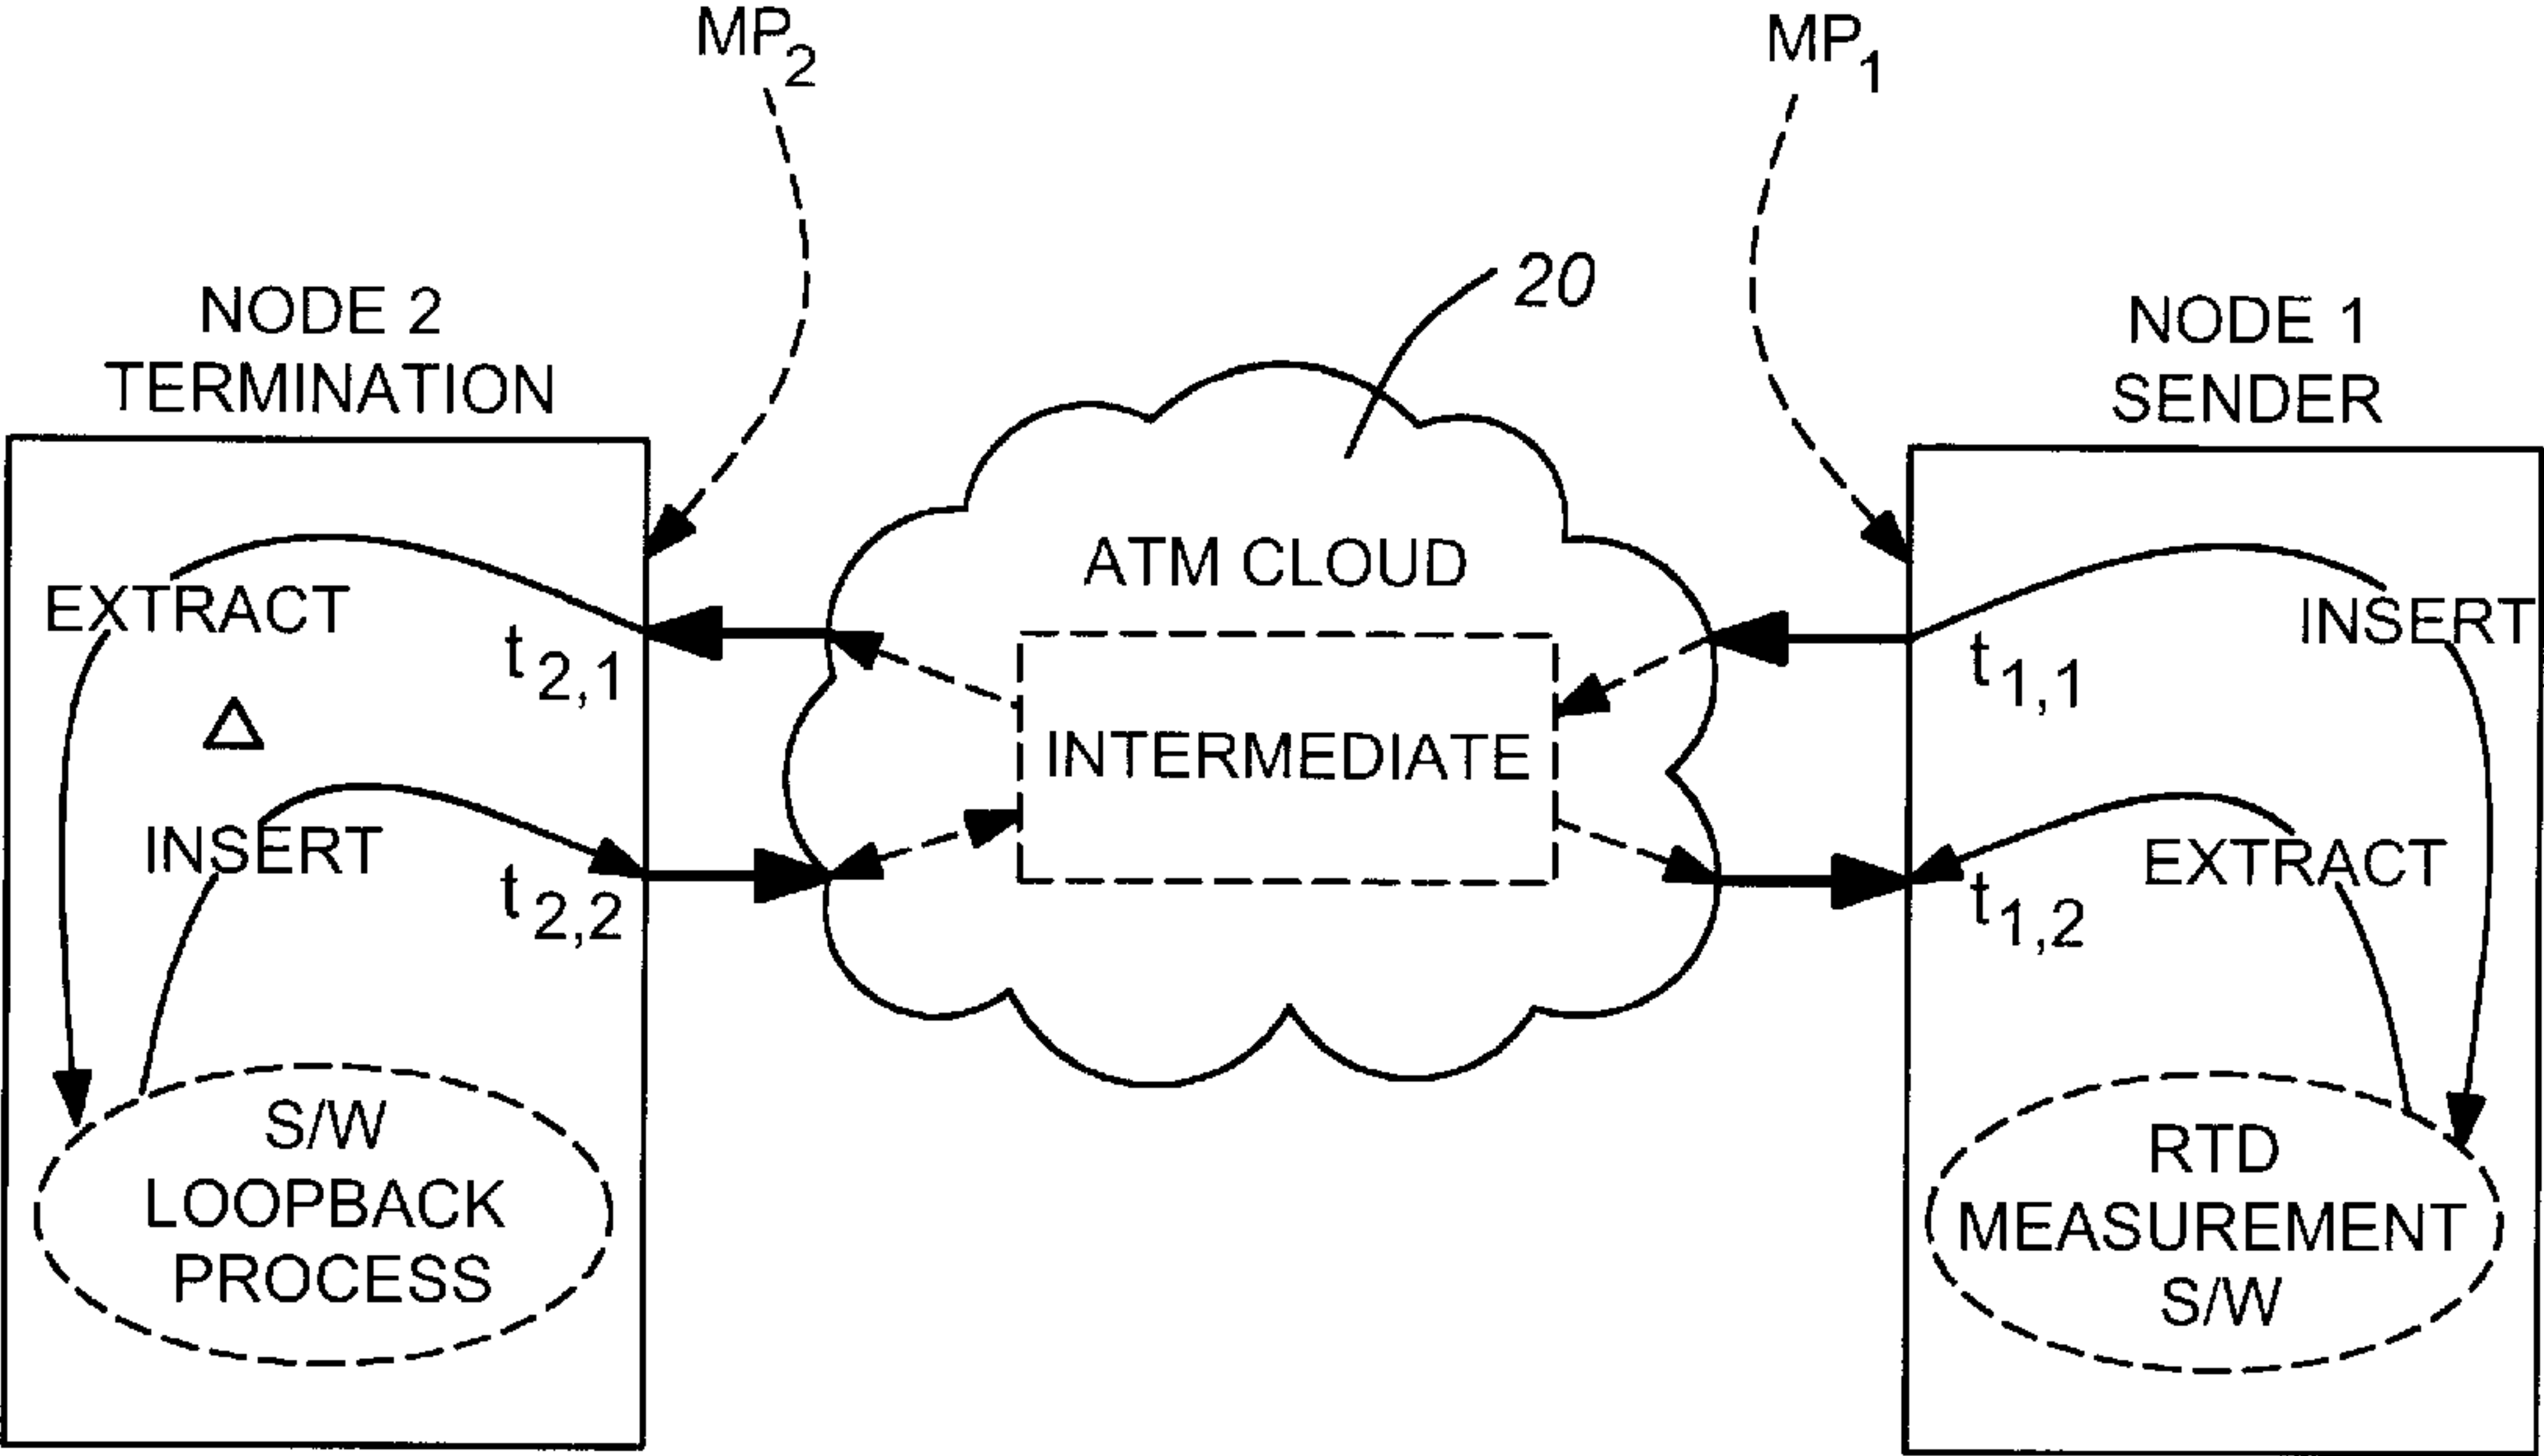 MP2
MP1
20
NODE 2
TERMINATION
NODE 1
SENDER
ATM CLOUD
EXTRACT
INSERT
t2,1
t1,1
Δ
INTERMEDIATE
INSERT
EXTRACT
t2,2
t1,2
S/W
LOOPBACK
PROCESS
RTD
MEASUREMENT
S/W